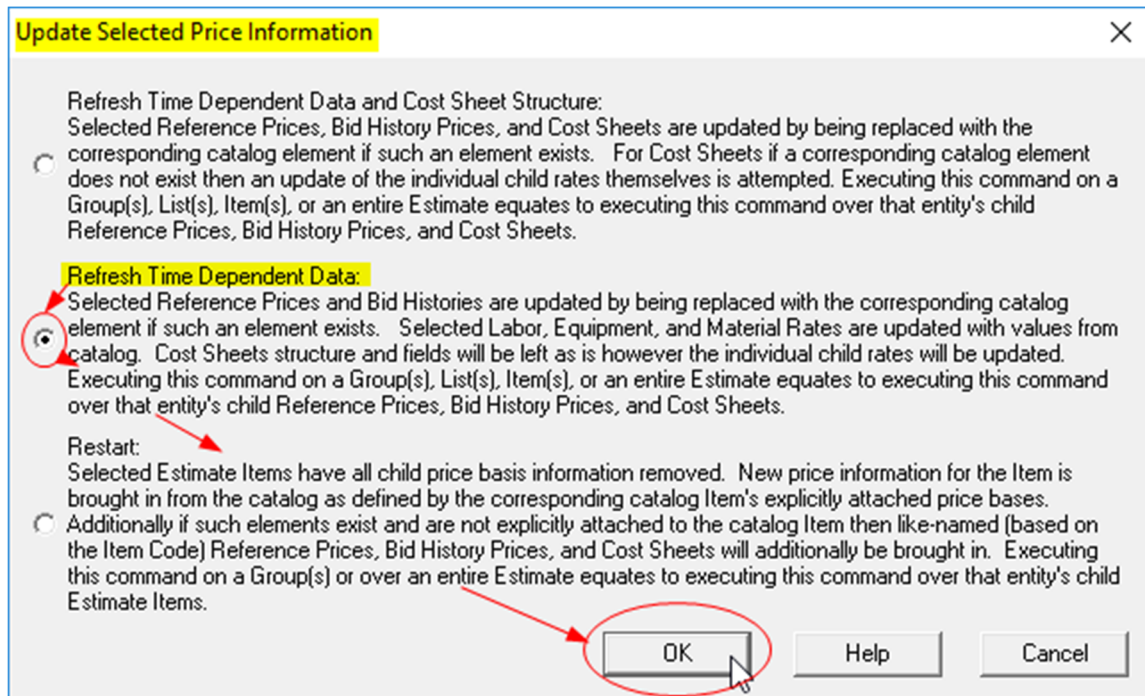 Update Selected Price Information
Refresh Time Dependent Data and Cost Sheet Structure:
Selected Reference Prices, Bid History Prices, and Cost Sheets are updated by being replaced with the
corresponding catalog element if such an element exists.   For Cost Sheets if a corresponding catalog element
does not exist then an update of the individual child rates themselves is attempted. Executing this command on a
Group(s), List(s), Item(s), or an entire Estimate equates to executing this command over that entity's child
Reference Prices, Bid History Prices, and Cost Sheets.
Refresh Time Dependent Data:
Selected Reference Prices and Bid Histories are updated by being replaced with the corresponding catalog
element if such an element exists.   Selected Labor, Equipment, and Material Rates are updated with values from
catalog.  Cost Sheets structure and fields will be left as is however the individual child rates will be updated.
Executing this command on a Group(s), List(s), Item(s), or an entire Estimate equates to executing this command
over that entity's child Reference Prices, Bid History Prices, and Cost Sheets.
Restart:
Selected Estimate Items have all child price basis information removed.  New price information for the Item is
brought in from the catalog as defined by the corresponding catalog Item's explicitly attached price bases.
Additionally if such elements exist and are not explicitly attached to the catalog Item then like-named (based on
the Item Code) Reference Prices, Bid History Prices, and Cost Sheets will additionally be brought in.  Executing
this command on a Group(s) or over an entire Estimate equates to executing this command over that entity's child
Estimate Items.
OK
Help
Cancel